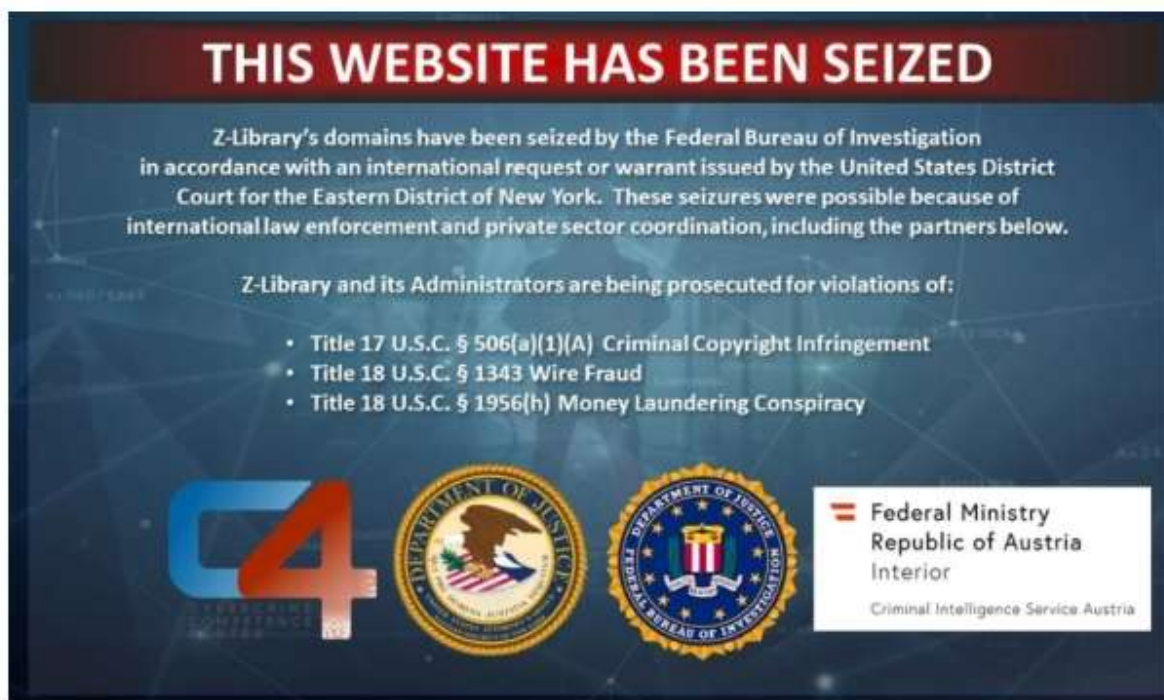 THIS WEBSITE HAS BEEN SEIZED
Z-Library's domains have been seized by the Federal Bureau of Investigation
in accordance with an international request or warrant issued by the United States District
Court for the Eastern District of New York. These seizures were possible because of
international law enforcement and private sector coordination, including the partners below.
Z-Library and its Administrators are being prosecuted for violations of:
• Title 17 U.S.C. § 506(a)(1)(A) Criminal Copyright Infringement
• Title 18 U.S.C. § 1343 Wire Fraud
• Title 18 U.S.C. § 1956(h) Money Laundering Conspiracy
C4
CYBERCRIME
COMPETENCE
CENTER
DEPARTMENT OF JUSTICE
DEPARTMENT OF JUSTICE
FEDERAL BUREAU OF INVESTIGATION
Federal Ministry
Republic of Austria
Interior
Criminal Intelligence Service Austria